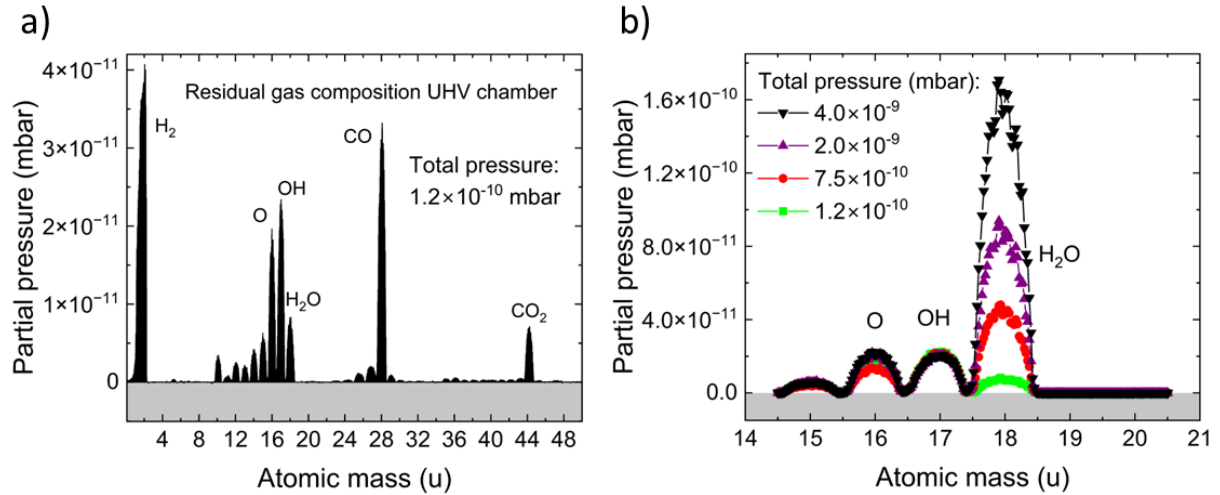 a)
Partial pressure (mbar)
4×10⁻¹¹
3×10⁻¹¹
2×10⁻¹¹
1×10⁻¹¹
0
Residual gas composition UHV chamber
Total pressure:
1.2×10⁻¹⁰ mbar
H₂
O
OH
H₂O
CO
CO₂
4 8 12 16 20 24 28 32 36 40 44 48
Atomic mass (u)
b)
Partial pressure (mbar)
1.6×10⁻¹⁰
1.2×10⁻¹⁰
8.0×10⁻¹¹
4.0×10⁻¹¹
0.0
Total pressure (mbar):
4.0×10⁻⁹
2.0×10⁻⁹
7.5×10⁻¹⁰
1.2×10⁻¹⁰
O
OH
H₂O
14 15 16 17 18 19 20 21
Atomic mass (u)